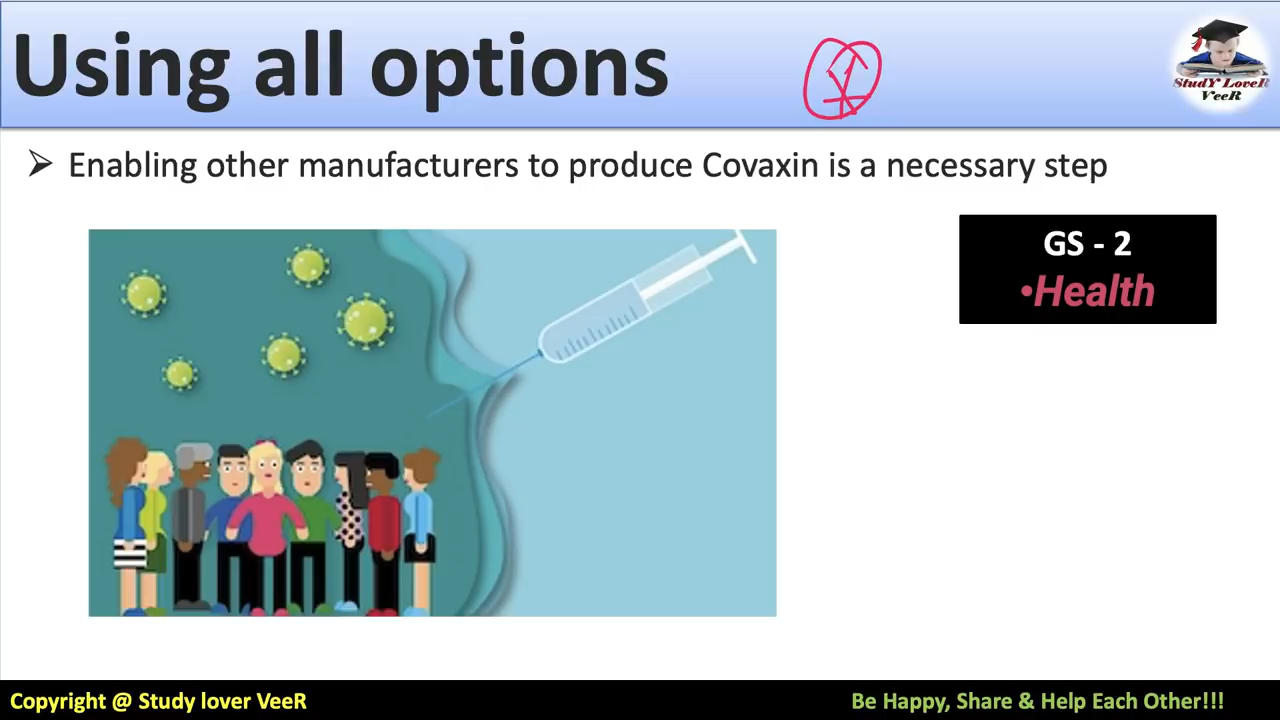 Using all options
StudY LoveR
VeeR
➤ Enabling other manufacturers to produce Covaxin is a necessary step
GS - 2
•Health
Copyright @ Study lover VeeR
Be Happy, Share & Help Each Other!!!